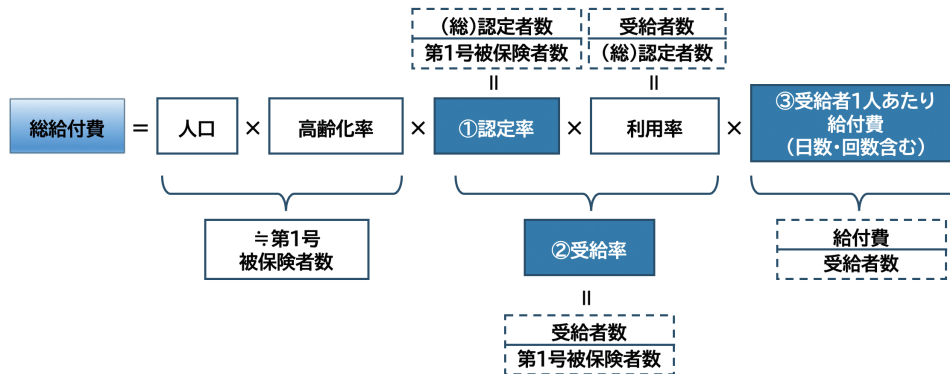 (総)認定者数
第1号被保険者数
受給者数
(総)認定者数
=
=
総給付費 = 人口 × 高齢化率 × ①認定率 × 利用率 × ③受給者1人あたり
給付費
(日数・回数含む)
≒第1号
被保険者数
②受給率
給付費
受給者数
=
受給者数
第1号被保険者数